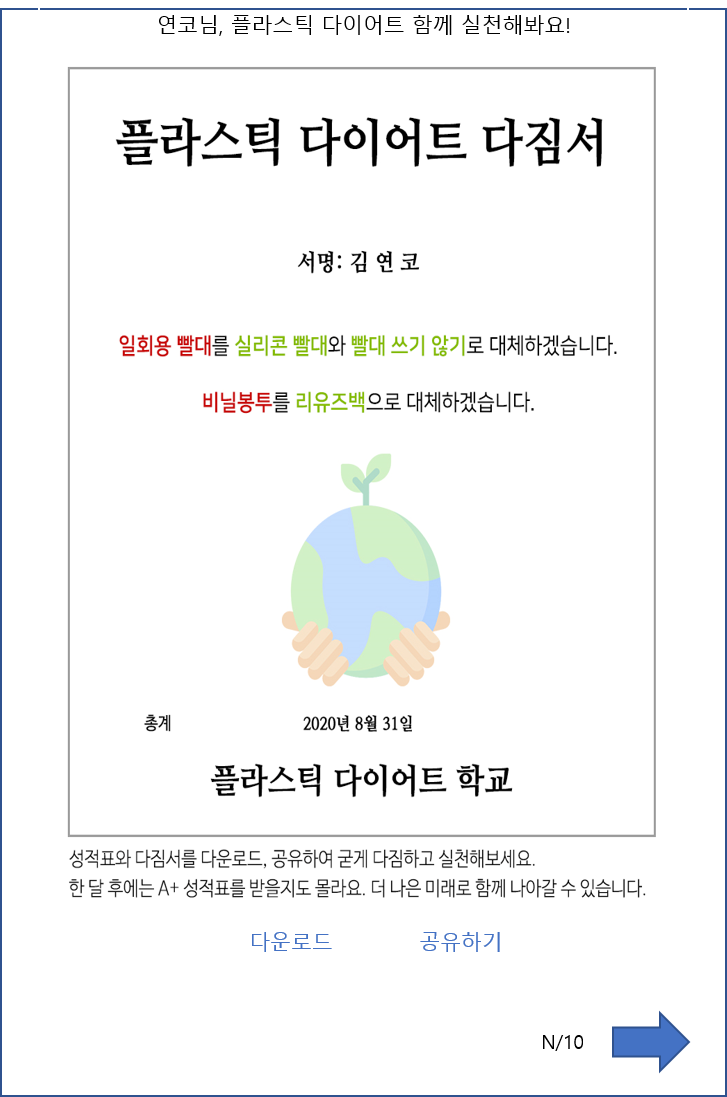 연코님, 플라스틱 다이어트 함께 실천해봐요!
플라스틱 다이어트 다짐서
서명: 김 연 코
일회용 빨대를 실리콘 빨대와 빨대 쓰기 않기로 대체하겠습니다.
비닐봉투를 리유즈백으로 대체하겠습니다.
총계 2020년 8월 31일
플라스틱 다이어트 학교
성적표와 다짐서를 다운로드, 공유하여 굳게 다짐하고 실천해보세요.
한 달 후에는 A+ 성적표를 받을지도 몰라요. 더 나은 미래로 함께 나아갈 수 있습니다.
다운로드 공유하기
N/10